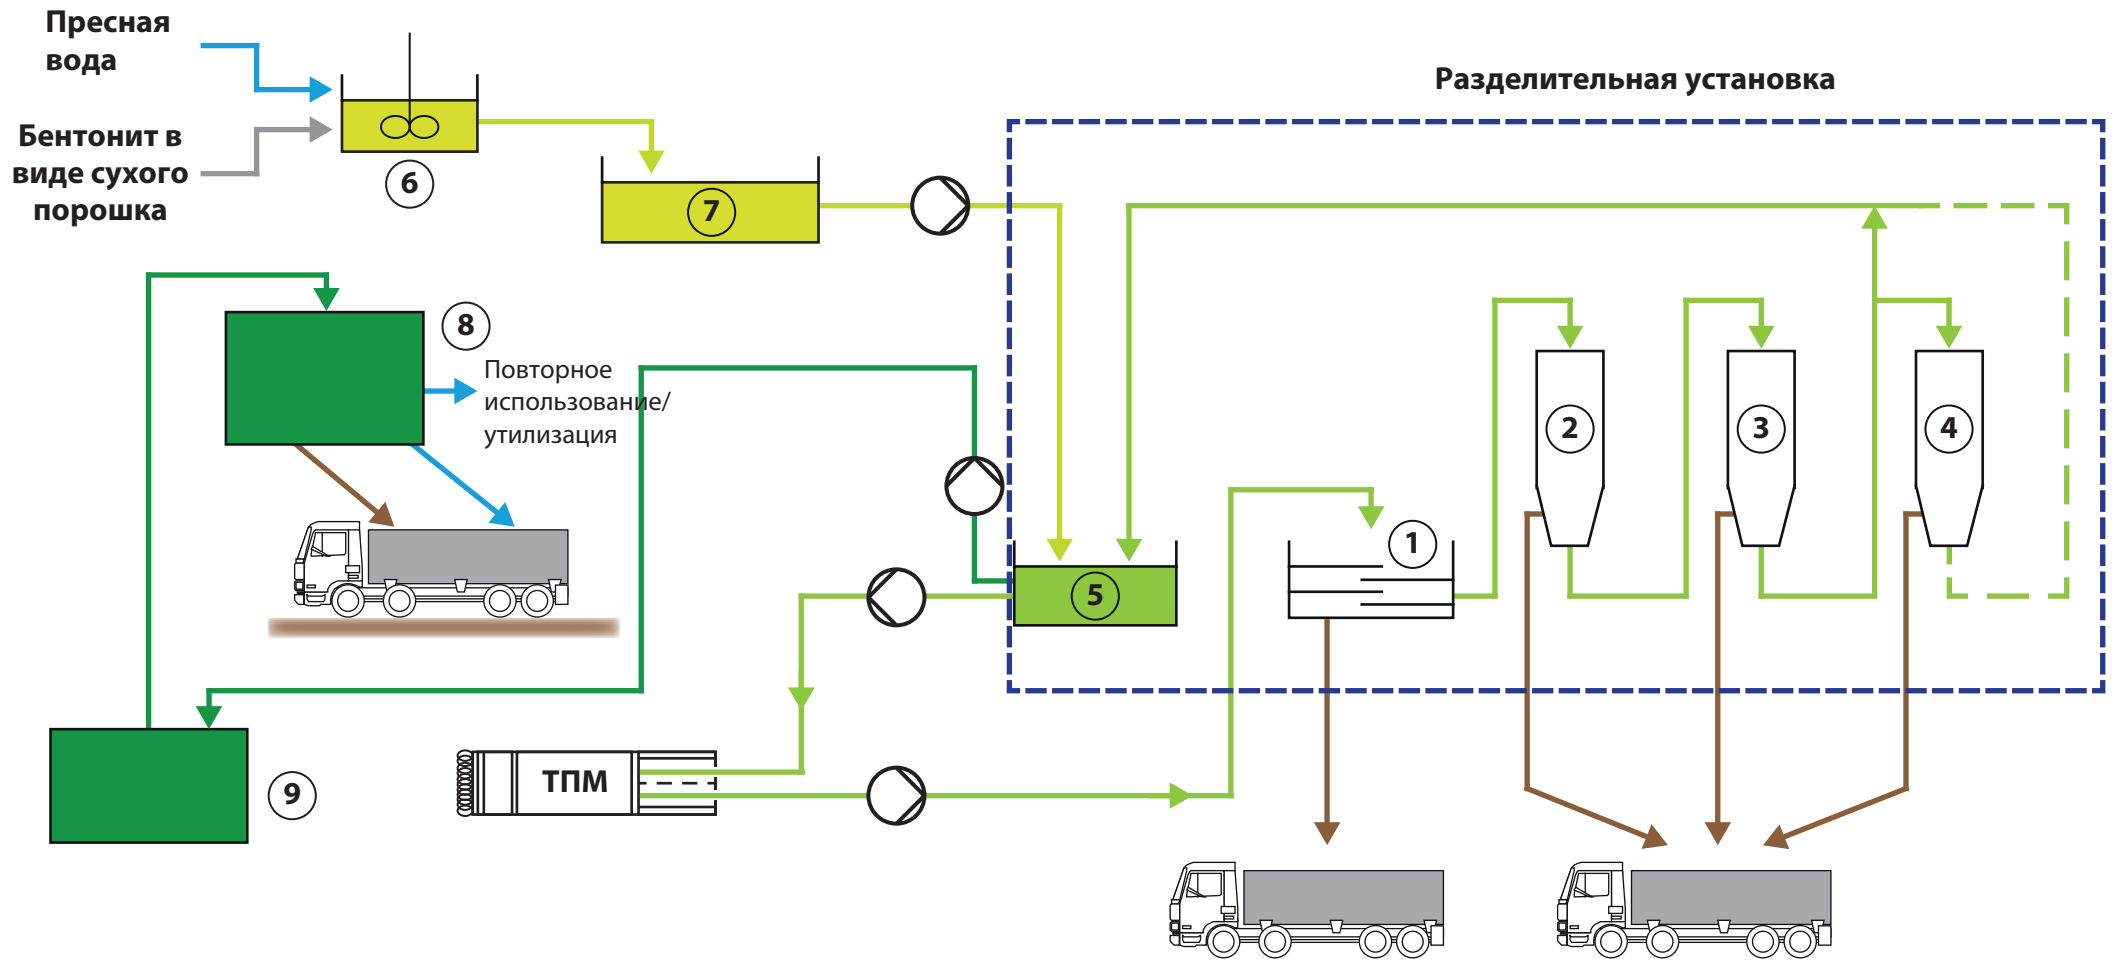 Пресная
вода
Разделительная установка
Бентонит в
виде сухого
порошка
6
7
8
Повторное
использование/
утилизация
2
3
4
1
5
ТПМ
9